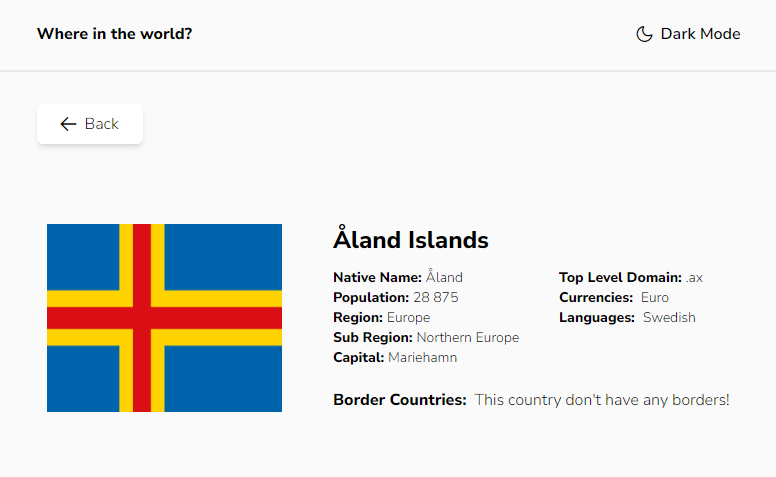 Where in the world?
Dark Mode
Back
Åland Islands
Native Name: Åland
Population: 28 875
Region: Europe
Sub Region: Northern Europe
Capital: Mariehamn
Top Level Domain: .ax
Currencies: Euro
Languages: Swedish
Border Countries: This country don't have any borders!